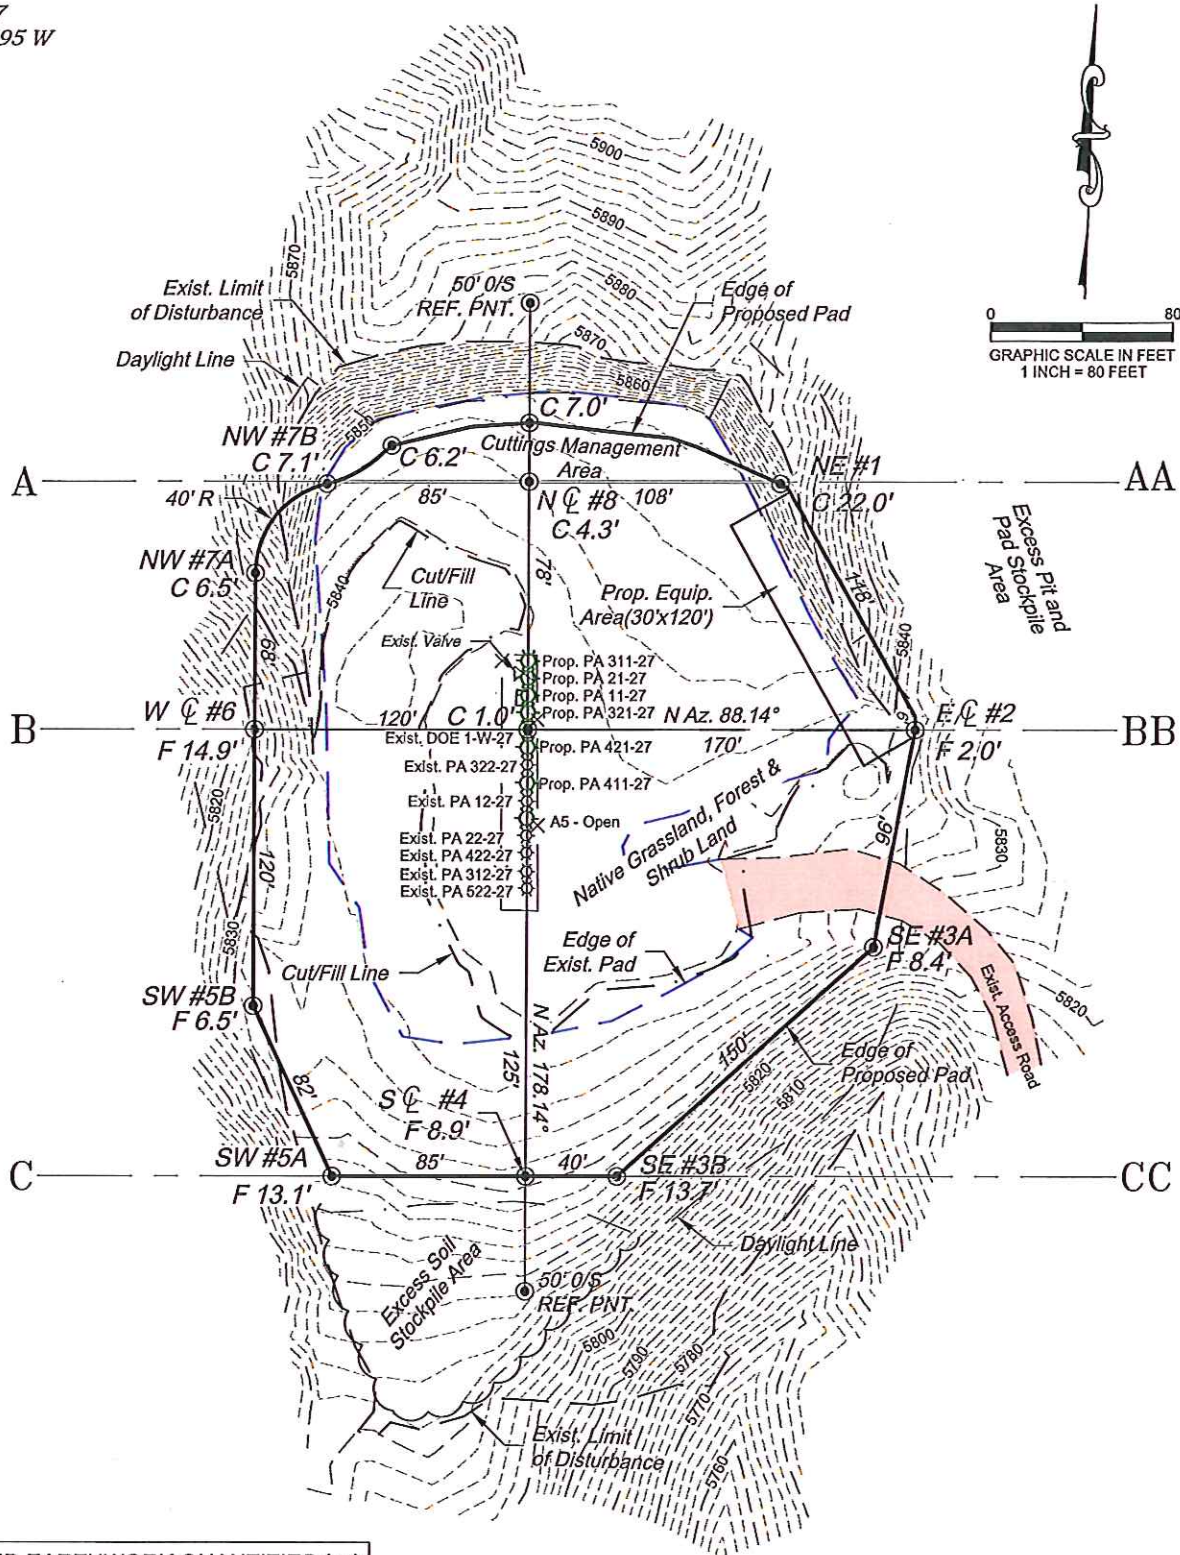 95 W
5900
5890
5880
5870
5870
5860
5850
Exist. Limit
of Disturbance
50' 0/S
REF. PNT.
Edge of
Proposed Pad
0
80
GRAPHIC SCALE IN FEET
1 INCH = 80 FEET
Daylight Line
NW #7B
C 7.1'
C 7.0'
C 6.2'
Cuttings Management
Area
NE #1
C 22.0'
A
AA
40' R
85'
N ℄ #8
C 4.3'
108'
Excess Pit and
Pad Stockpile
Area
NW #7A
C 6.5'
5840
Cut/Fill
Line
78'
Prop. Equip.
Area(30'x120')
148'
5840
68'
Exist. Valve
Prop. PA 311-27
Prop. PA 21-27
Prop. PA 11-27
Prop. PA 321-27
W ℄ #6
F 14.9'
B
BB
120'
C 1.0'
N Az. 88.14°
170'
E ℄ #2
F 2.0'
Exist. DOE 1-W-27
Prop. PA 421-27
Exist. PA 322-27
Prop. PA 411-27
Exist. PA 12-27
A5 - Open
Exist. PA 22-27
Exist. PA 422-27
Exist. PA 312-27
Exist. PA 522-27
5820
120'
5830
Native Grassland, Forest &
Shrub Land
96'
5830
Edge of
Exist. Pad
SE #3A
F 8.4'
Exist. Access Road
5820
Cut/Fill Line
SW #5B
F 6.5'
N Az. 178.14°
125'
150'
Edge of
Proposed Pad
5820
5810
82'
S ℄ #4
F 8.9'
SW #5A
F 13.1'
85'
40'
SE #3B
F 13.7'
C
CC
Daylight Line
Excess Soil
Stockpile Area
50' 0/S
REF. PNT.
5800
5790
5780
5770
5760
Exist. Limit
of Disturbance